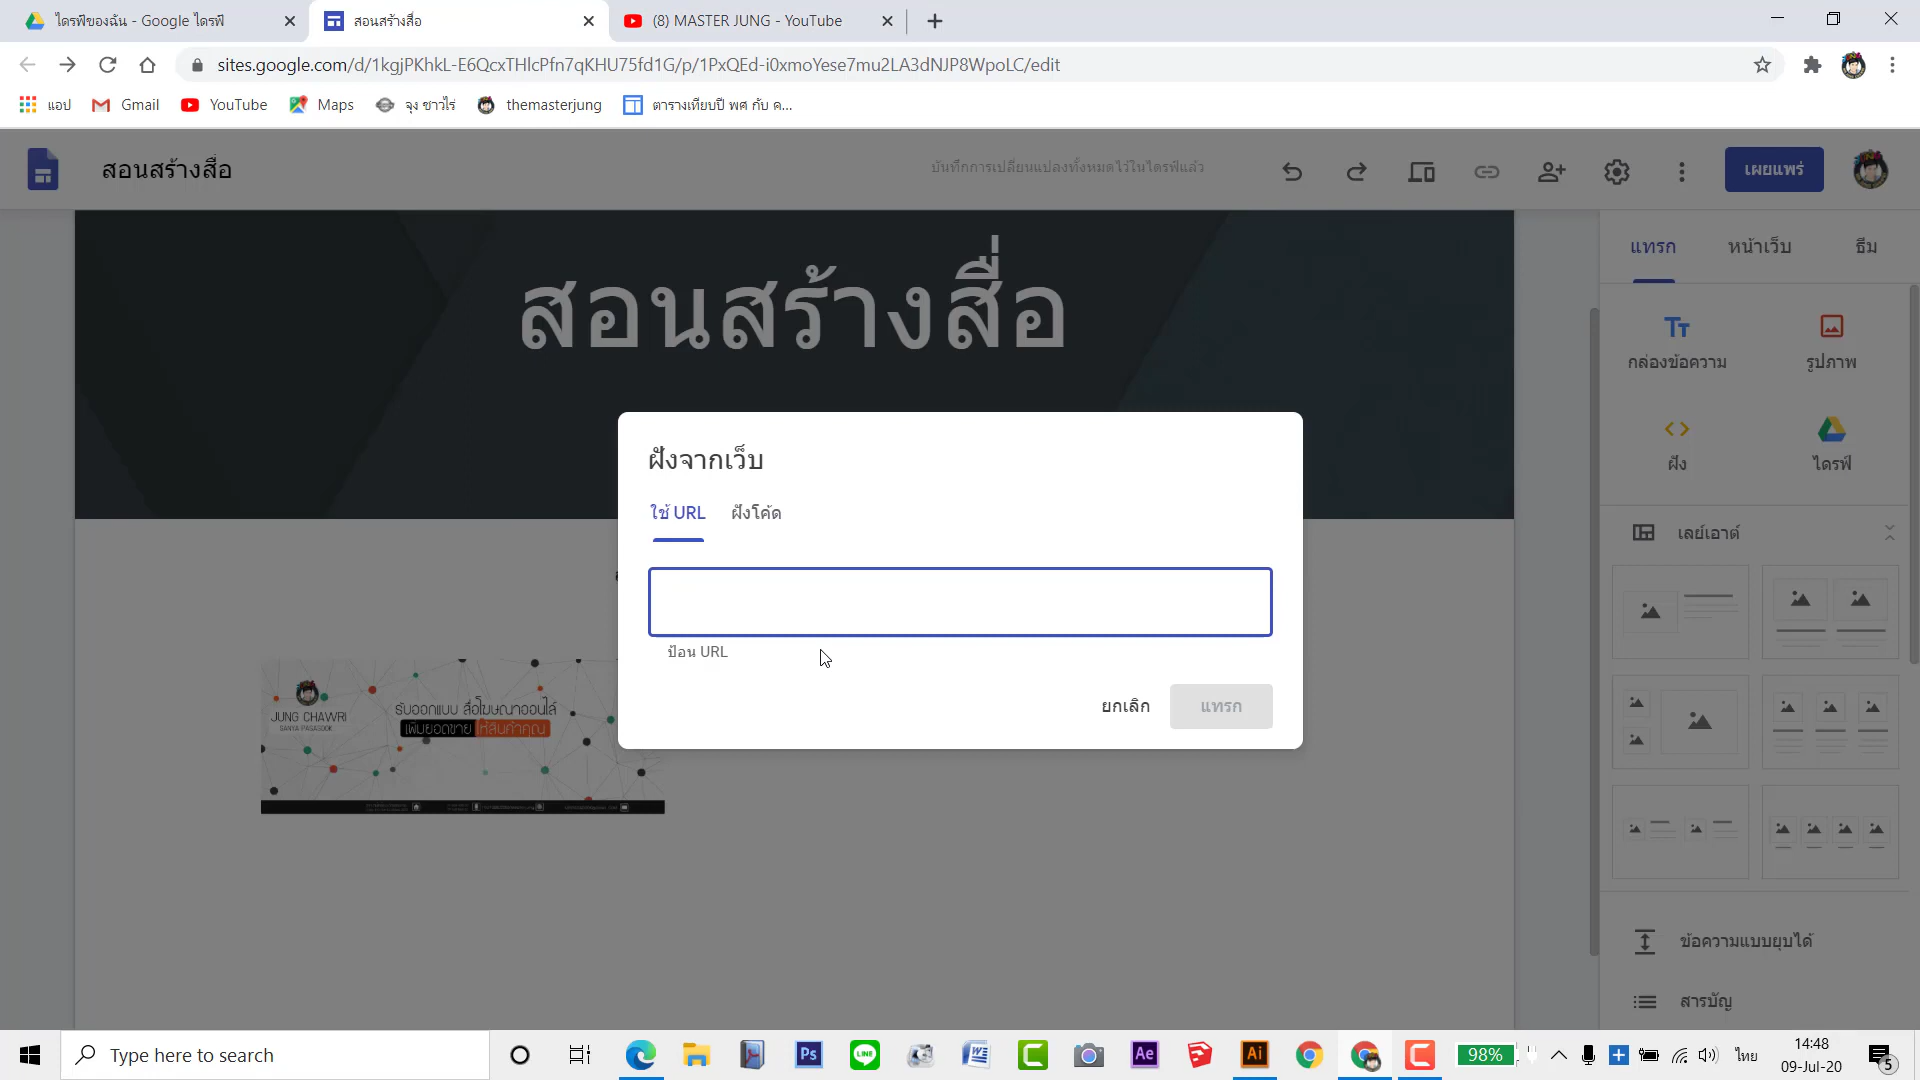 ไดรฟ์ของฉัน - Google ไดรฟ์
สอนสร้างสื่อ
(8) MASTER JUNG - YouTube
sites.google.com/d/1kgjPKhkL-E6QcxTHlcPfn7qKHU75fd1G/p/1PxQEd-i0xmoYese7mu2LA3dNJP8WpoLC/edit
แอป
Gmail
YouTube
Maps
จุง ชาวไร่
themasterjung
ตารางเทียบปี พศ กับ ค...
สอนสร้างสื่อ
บันทึกการเปลี่ยนแปลงทั้งหมดไว้ในไดรฟ์แล้ว
เผยแพร่
สอนสร้างสื่อ
แทรก
หน้าเว็บ
ธีม
กล่องข้อความ
รูปภาพ
ฝัง
ไดรฟ์
เลย์เอาต์
ข้อความแบบยุบได้
สารบัญ
ฝังจากเว็บ
ใช้ URL
ฝังโค้ด
ป้อน URL
ยกเลิก
แทรก
JUNG CHAWRI
SANYA PASASOOK
รับออกแบบ สื่อโฆษณาออนไล์
เพิ่มยอดขาย ให้สินค้าคุณ
Type here to search
Ps
LINE
Ae
Ai
98%
ไทย
14:48
09-Jul-20
5